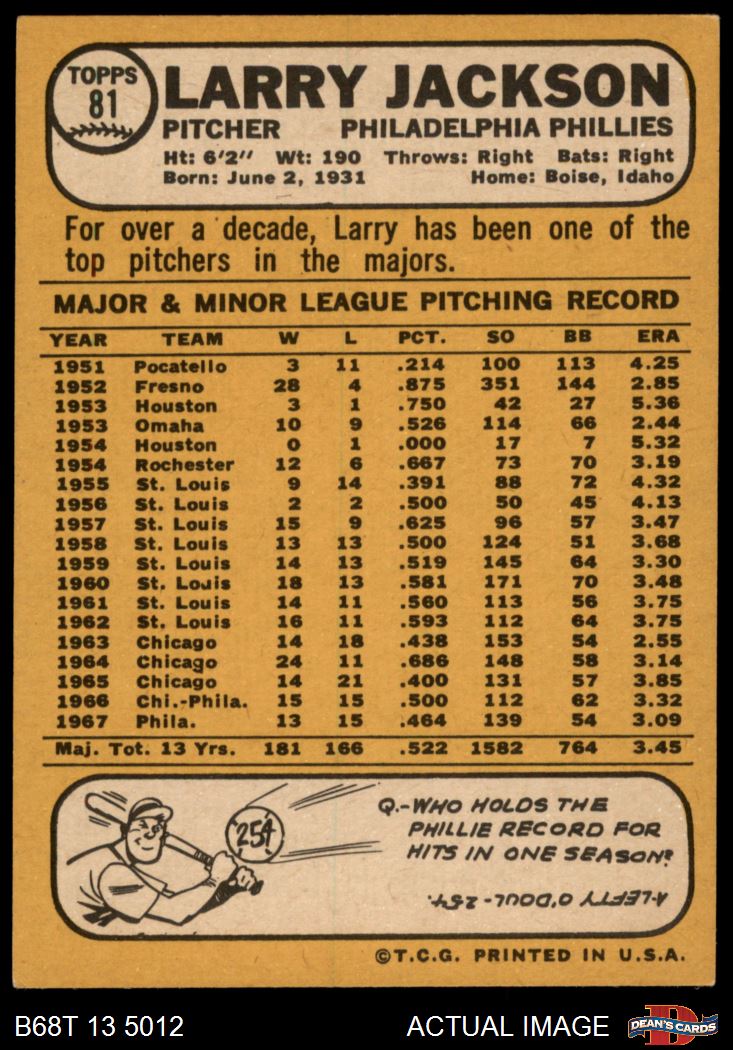 TOPPS
81
LARRY JACKSON
PITCHER PHILADELPHIA PHILLIES
Ht: 6'2" Wt: 190 Throws: Right Bats: Right
Born: June 2, 1931 Home: Boise, Idaho
For over a decade, Larry has been one of the
top pitchers in the majors.
MAJOR & MINOR LEAGUE PITCHING RECORD
YEAR TEAM W L PCT. SO BB ERA
1951 Pocatello 3 11 .214 100 113 4.25
1952 Fresno 28 4 .875 351 144 2.85
1953 Houston 3 1 .750 42 27 5.36
1953 Omaha 10 9 .526 114 66 2.44
1954 Houston 0 1 .000 17 7 5.32
1954 Rochester 12 6 .667 73 70 3.19
1955 St. Louis 9 14 .391 88 72 4.32
1956 St. Louis 2 2 .500 50 45 4.13
1957 St. Louis 15 9 .625 96 57 3.47
1958 St. Louis 13 13 .500 124 51 3.68
1959 St. Louis 14 13 .519 145 64 3.30
1960 St. Louis 18 13 .581 171 70 3.48
1961 St. Louis 14 11 .560 113 56 3.75
1962 St. Louis 16 11 .593 112 64 3.75
1963 Chicago 14 18 .438 153 54 2.55
1964 Chicago 24 11 .686 148 58 3.14
1965 Chicago 14 21 .400 131 57 3.85
1966 Chi.-Phila. 15 15 .500 112 62 3.32
1967 Phila. 13 15 .464 139 54 3.09
Maj. Tot. 13 Yrs. 181 166 .522 1582 764 3.45
254
Q.-WHO HOLDS THE
PHILLIE RECORD FOR
HITS IN ONE SEASON?
A-LEFTY O'DOUL-254.
©T.C.G. PRINTED IN U.S.A.
B68T 13 5012 ACTUAL IMAGE
D
DEAN'S CARDS